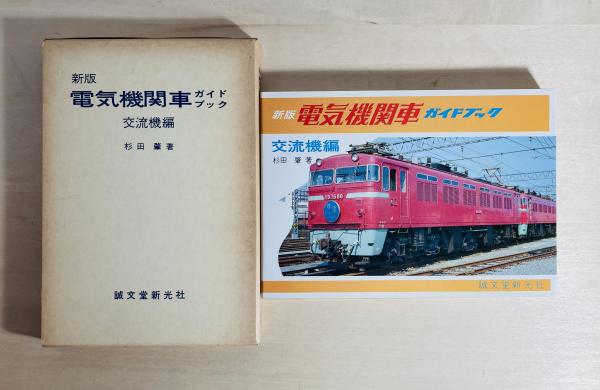 新版
電気機関車ガイドブック
交流機編
杉田 肇 著
誠文堂新光社
新版 電気機関車 ガイドブック
交流機編
杉田 肇 著
誠文堂新光社